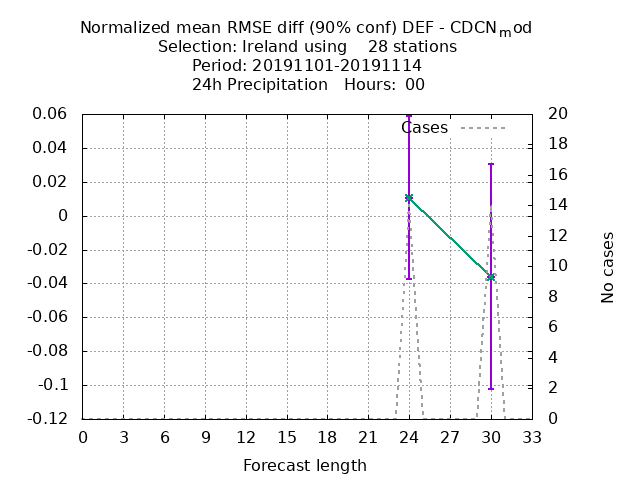 Normalized mean RMSE diff (90% conf) DEF - CDCNmod
Selection: Ireland using 28 stations
Period: 20191101-20191114
24h Precipitation Hours: 00
Cases
0.06
0.04
0.02
0
-0.02
-0.04
-0.06
-0.08
-0.1
-0.12
20
18
16
14
12
10
8
6
4
2
0
No cases
0 3 6 9 12 15 18 21 24 27 30 33
Forecast length